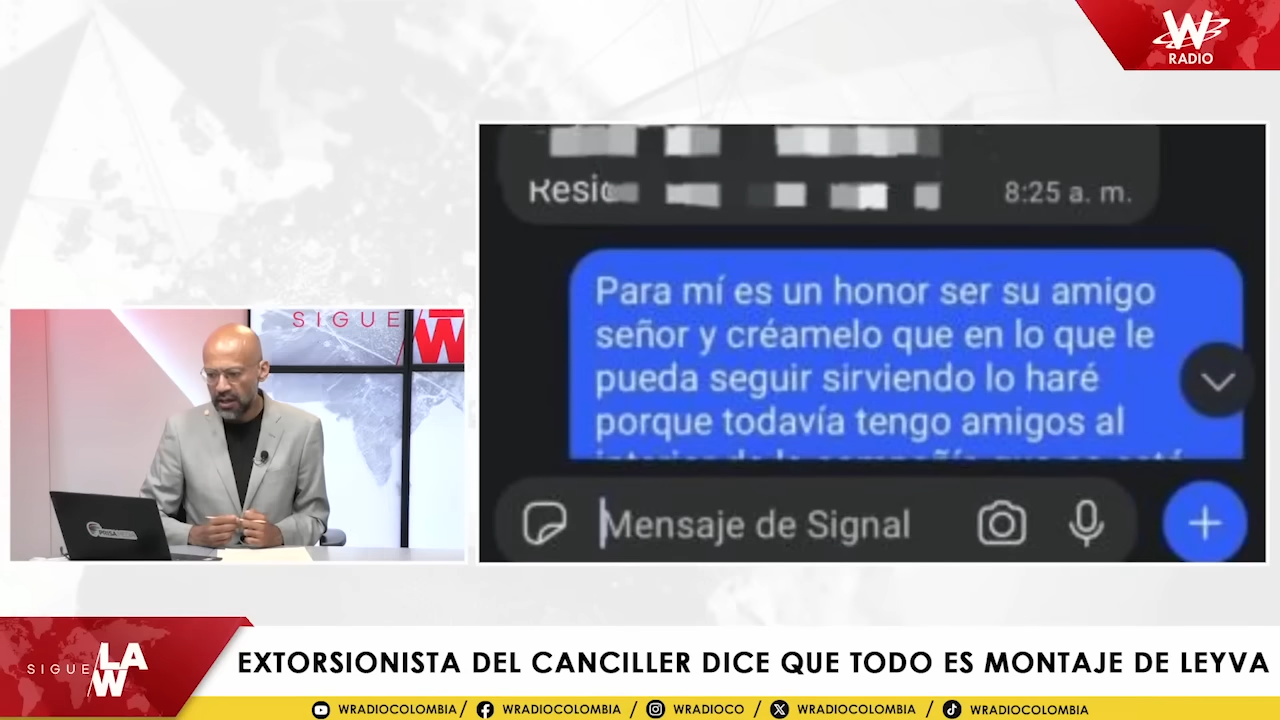 W
RADIO
Resid
8:25 a. m.
Para mí es un honor ser su amigo
señor y créamelo que en lo que le
pueda seguir sirviendo lo haré
porque todavía tengo amigos al
Mensaje de Signal
SIGUE W
SIGUE LA W
EXTORSIONISTA DEL CANCILLER DICE QUE TODO ES MONTAJE DE LEYVA
WRADIOCOLOMBIA / WRADIOCOLOMBIA / WRADIOCO / WRADIOCOLOMBIA / WRADIOCOLOMBIA